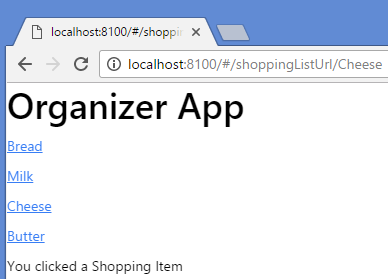 localhost:8100/#/shoppin
localhost:8100/#/shoppingListUrl/Cheese
Organizer App
Bread
Milk
Cheese
Butter
You clicked a Shopping Item